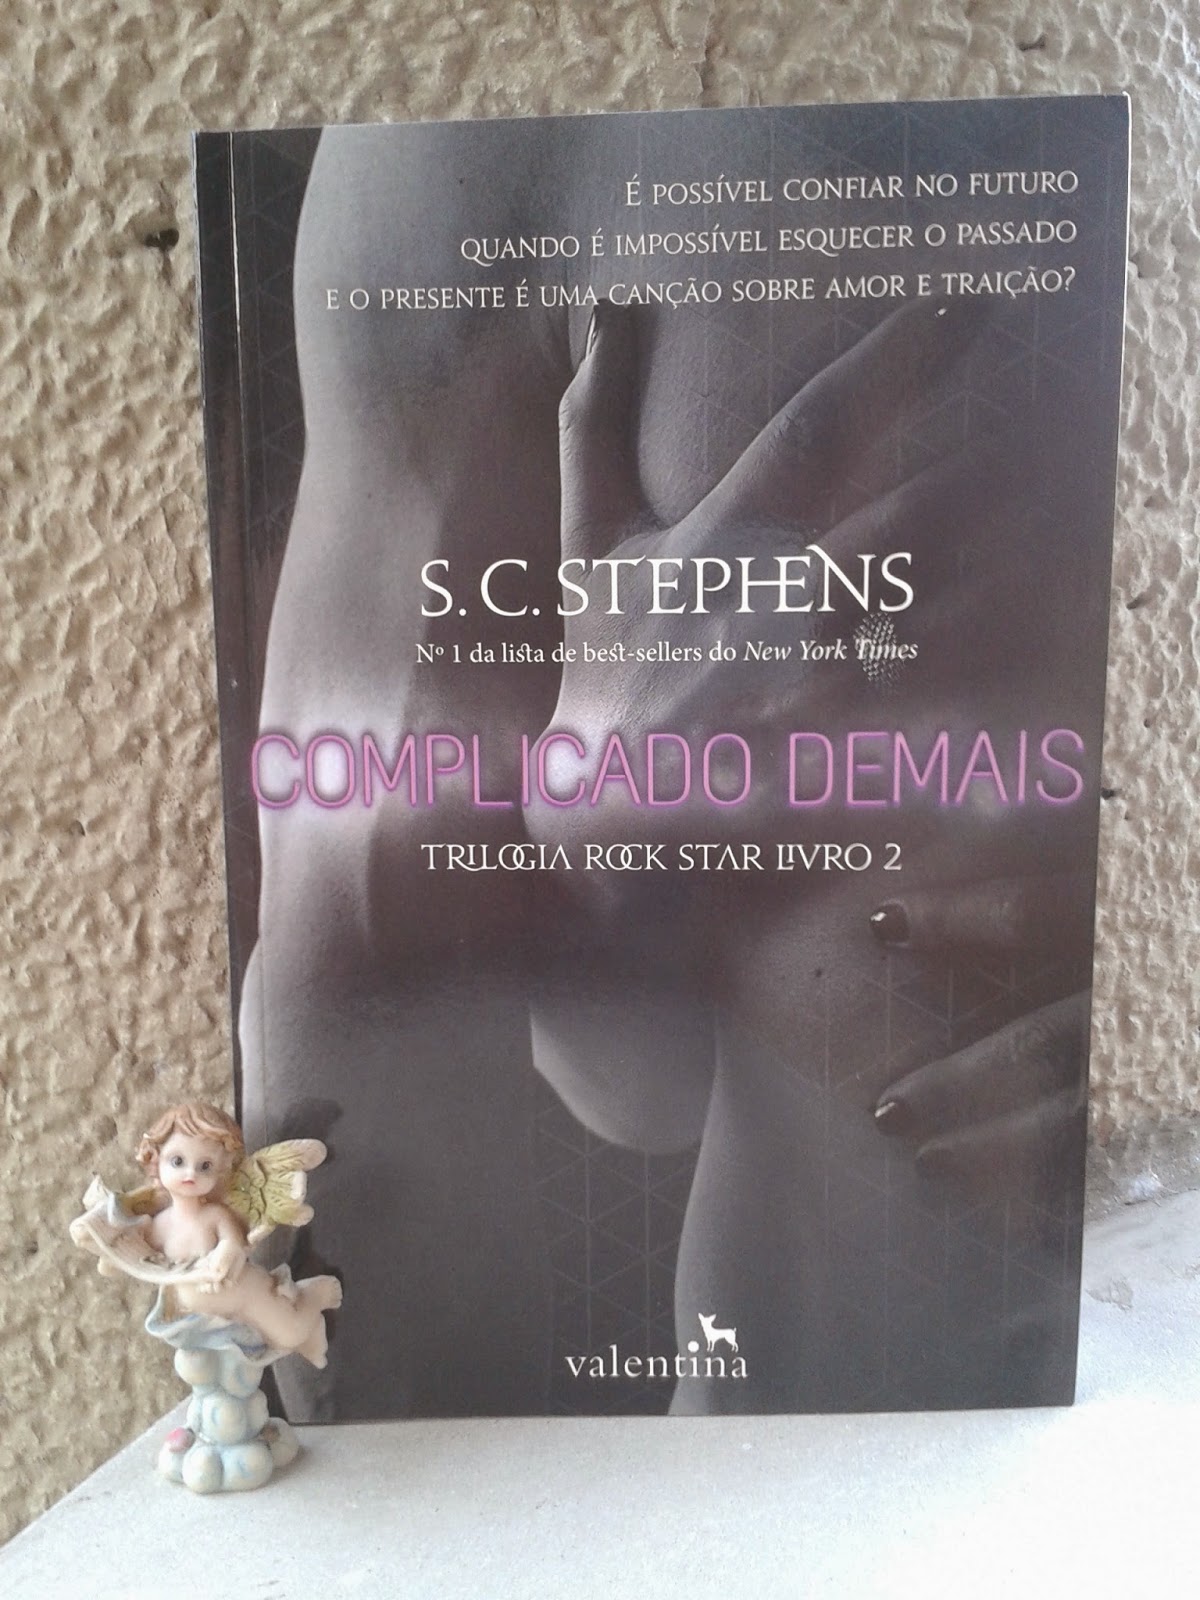 É POSSÍVEL CONFIAR NO FUTURO
QUANDO É IMPOSSÍVEL ESQUECER O PASSADO
E O PRESENTE É UMA CANÇÃO SOBRE AMOR E TRAIÇÃO?
S. C. STEPHENS
Nº 1 da lista de best-sellers do New York Times
COMPLICADO DEMAIS
TRILOGIA ROCK STAR LIVRO 2
valentina